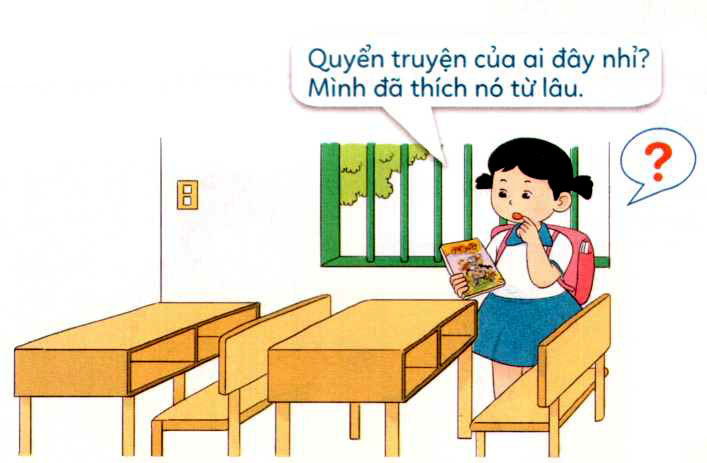 Quyển truyện của ai đây nhỉ?
Mình đã thích nó từ lâu.
?